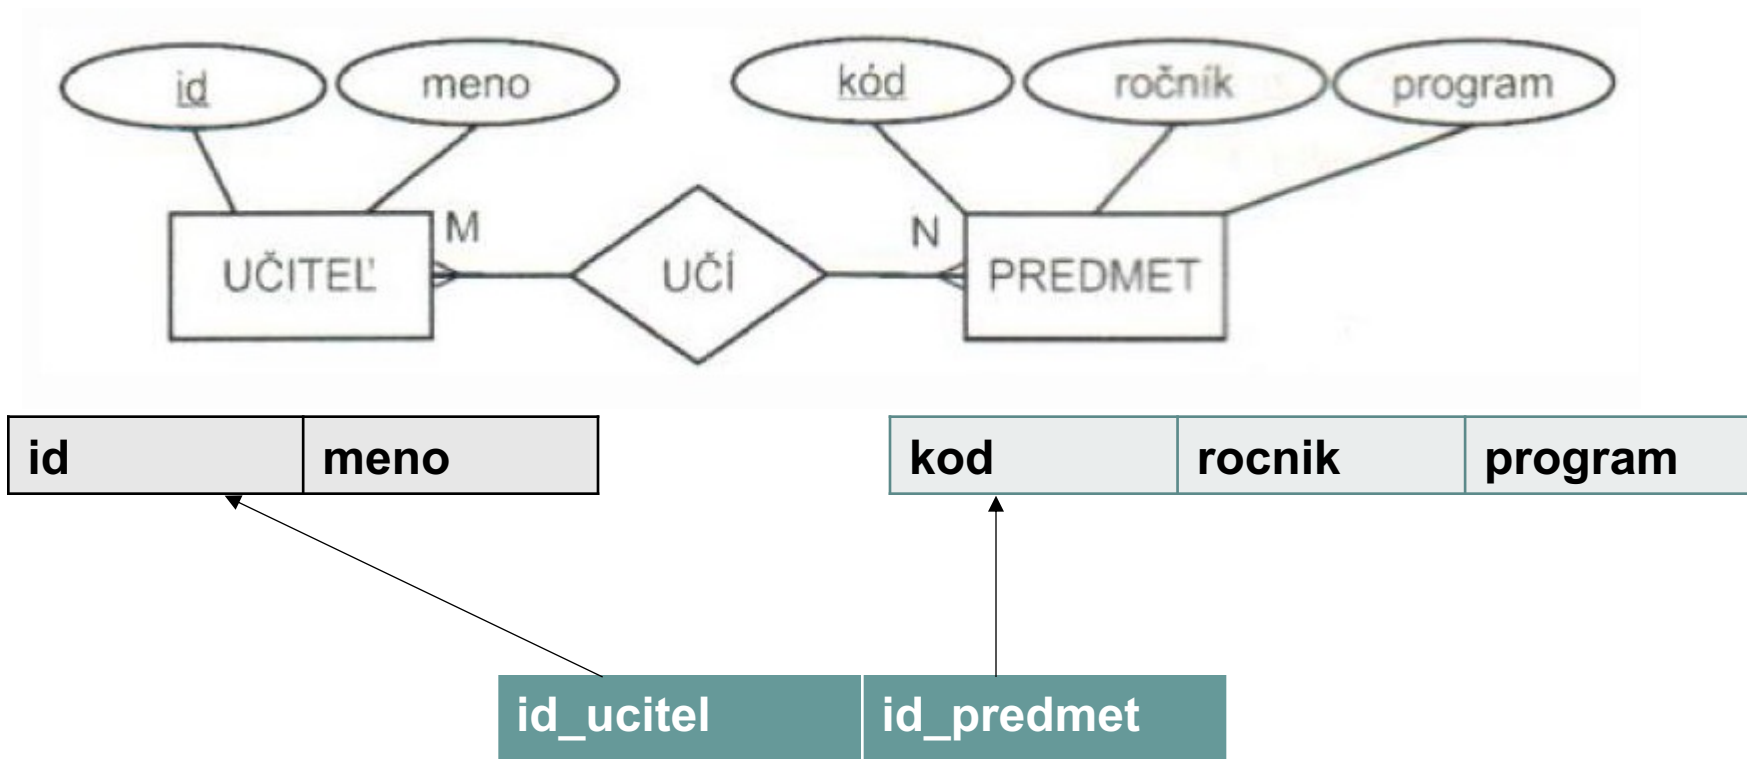 id meno kód ročník program
M N
UČITEĽ UČÍ PREDMET
id meno kod rocnik program
id_ucitel id_predmet